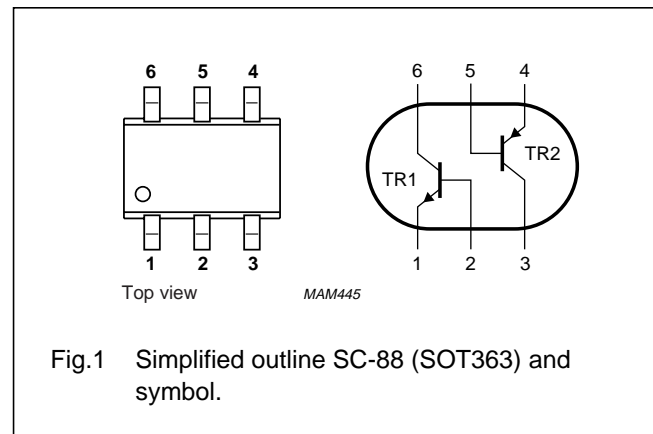 6 5 4
1 2 3
Top view
MAM445
6 5 4
TR1
TR2
1 2 3
Fig.1 Simplified outline SC-88 (SOT363) and
symbol.